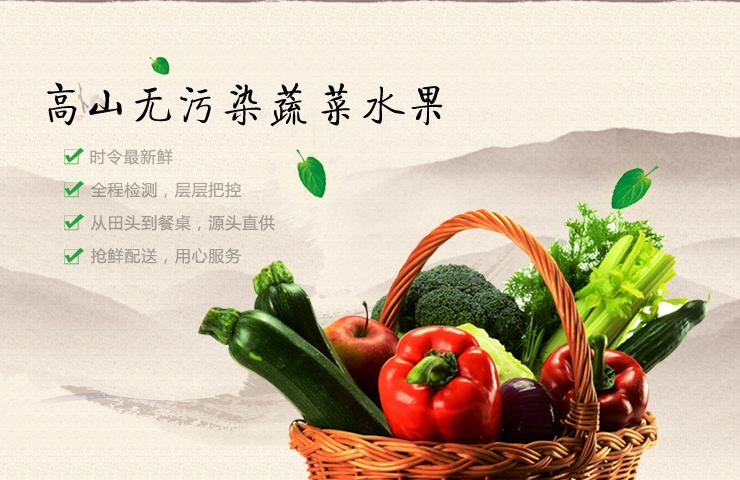 高山无污染蔬菜水果
时令最新鲜
全程检测，层层把控
从田头到餐桌，源头直供
抢鲜配送，用心服务